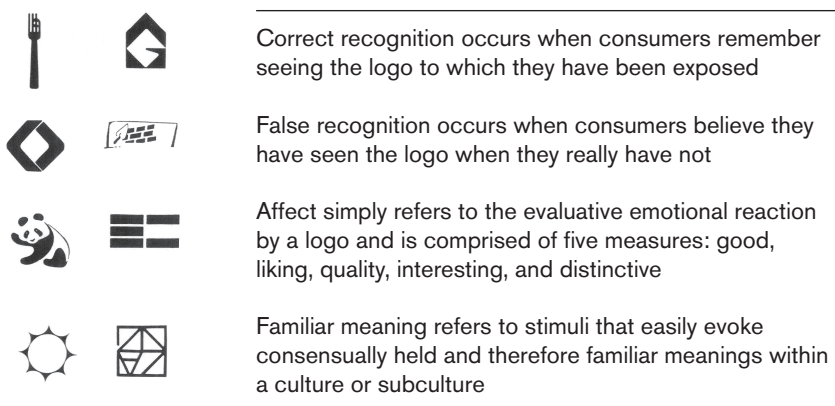 Correct recognition occurs when consumers remember
seeing the logo to which they have been exposed
False recognition occurs when consumers believe they
have seen the logo when they really have not
Affect simply refers to the evaluative emotional reaction
by a logo and is comprised of five measures: good,
liking, quality, interesting, and distinctive
Familiar meaning refers to stimuli that easily evoke
consensually held and therefore familiar meanings within
a culture or subculture